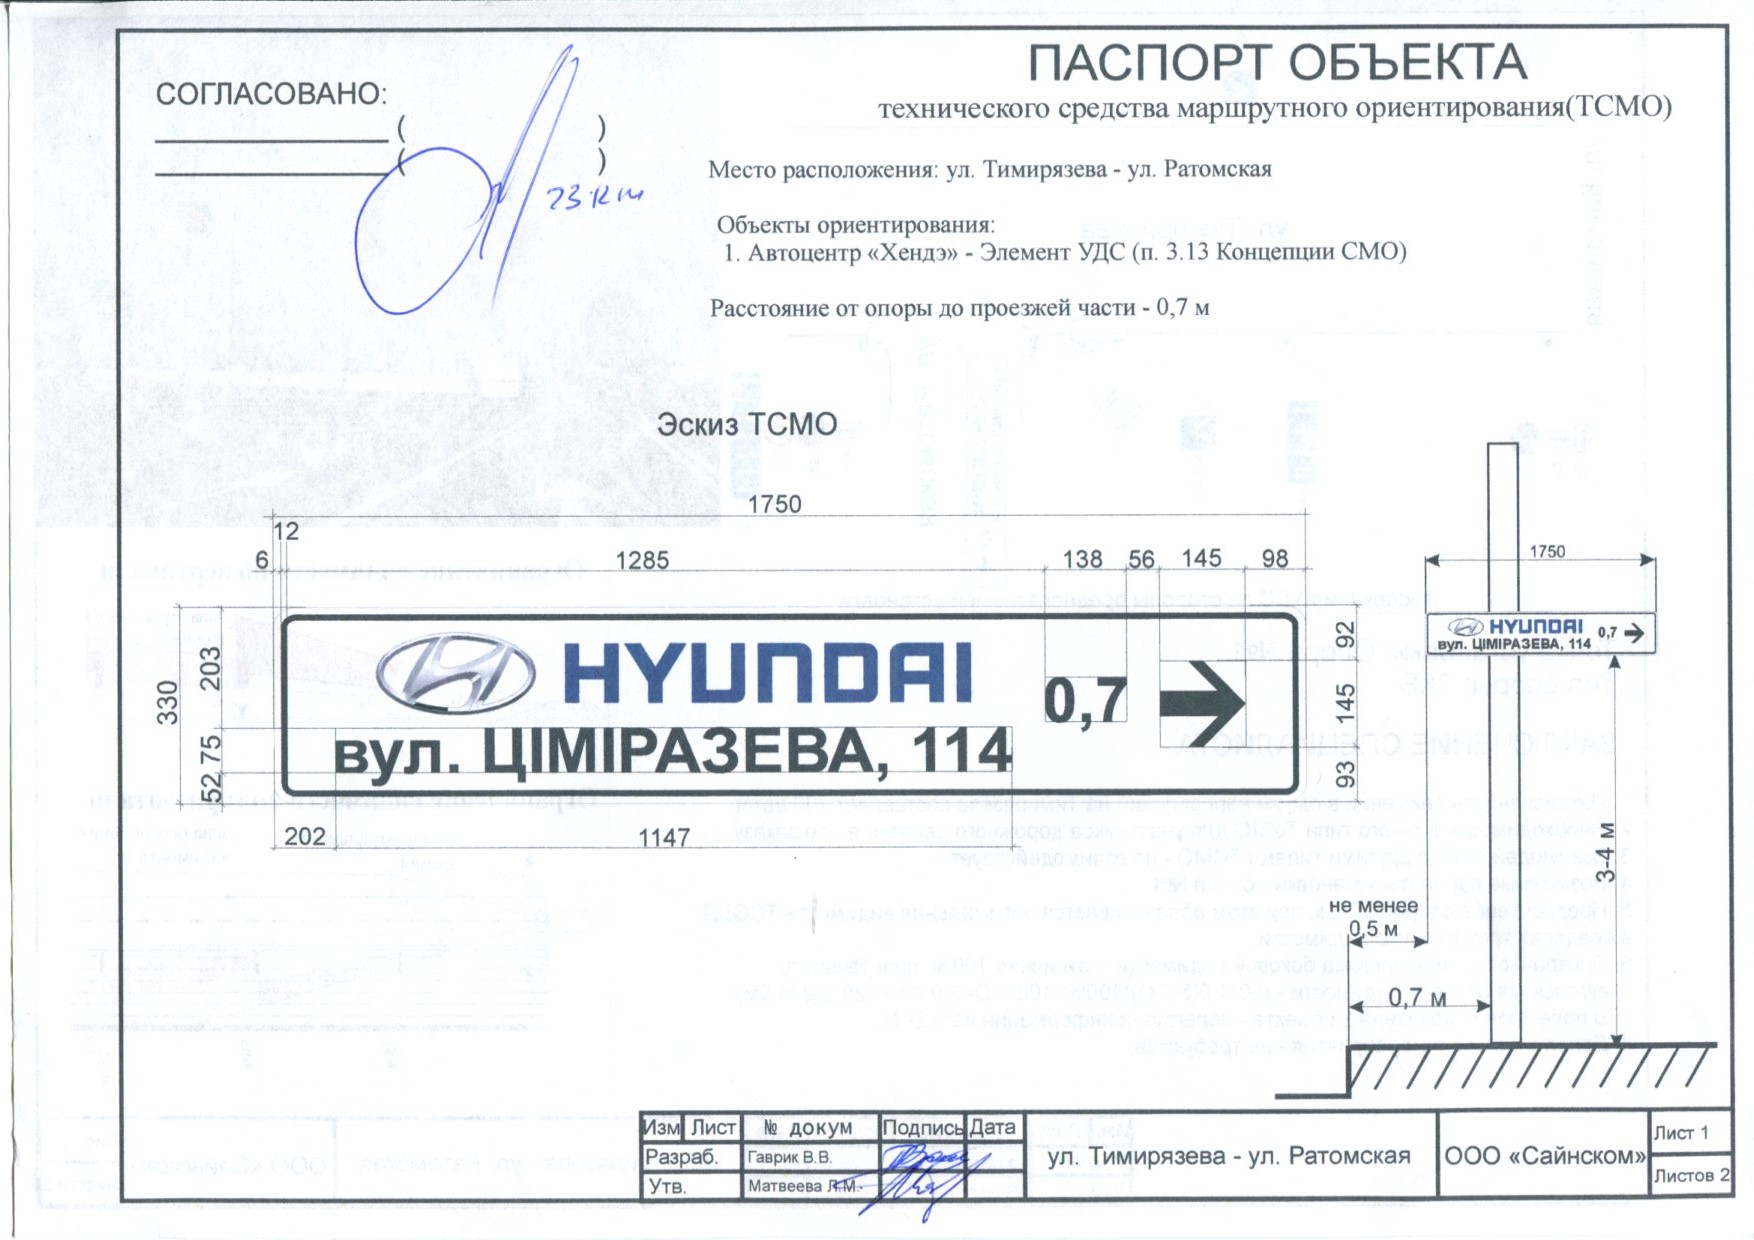 СОГЛАСОВАНО:
( )
( )
ПАСПОРТ ОБЪЕКТА
технического средства маршрутного ориентирования(ТСМО)
Место расположения: ул. Тимирязева - ул. Ратомская
Объекты ориентирования:
1. Автоцентр «Хендэ» - Элемент УДС (п. 3.13 Концепции СМО)
Расстояние от опоры до проезжей части - 0,7 м
Эскиз ТСМО
1750
12
6
1285
138
56
145
98
330
203
75
52
HYUNDAI
вул. ЦІМІРАЗЕВА, 114
0,7
92
145
93
202
1147
1750
HYUNDAI
вул. ЦІМІРАЗЕВА, 114
0,7
3-4 м
не менее
0,5 м
0,7 м
Изм Лист № докум Подпись Дата
Разраб. Гаврик В.В.
Утв. Матвеева Л.М.
ул. Тимирязева - ул. Ратомская
ООО «Сайнском»
Лист 1
Листов 2